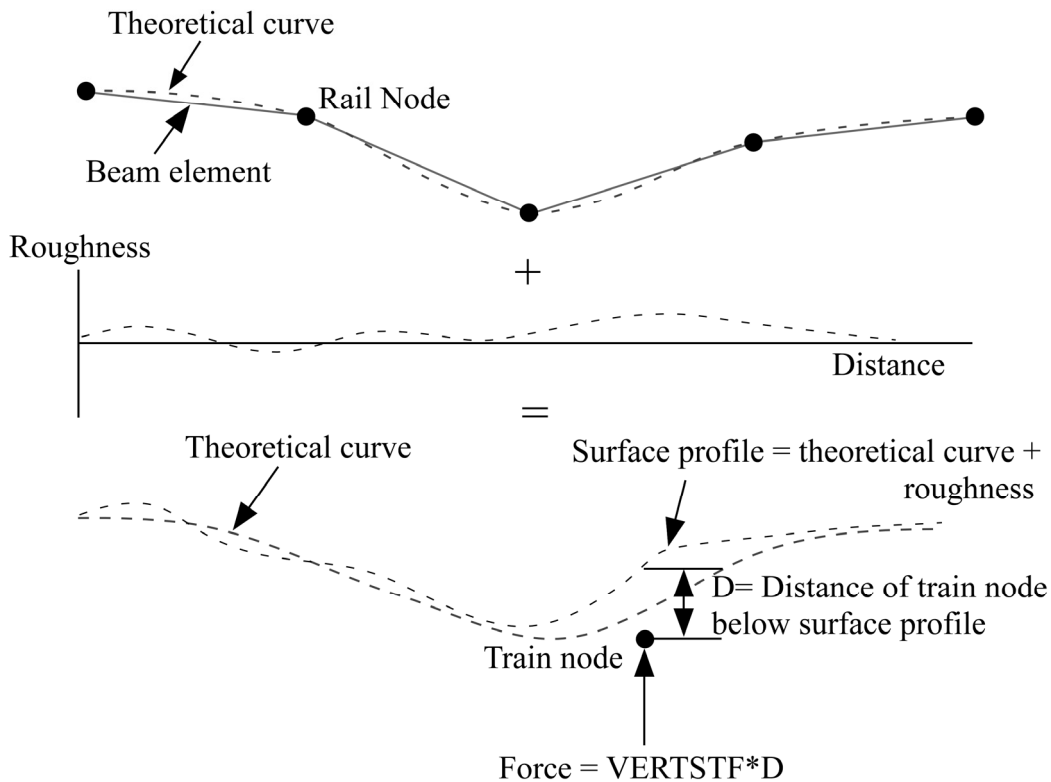 Theoretical curve
Rail Node
Beam element
Roughness
+
Distance
=
Theoretical curve
Surface profile = theoretical curve +
roughness
D= Distance of train node
below surface profile
Train node
Force = VERTSTF*D